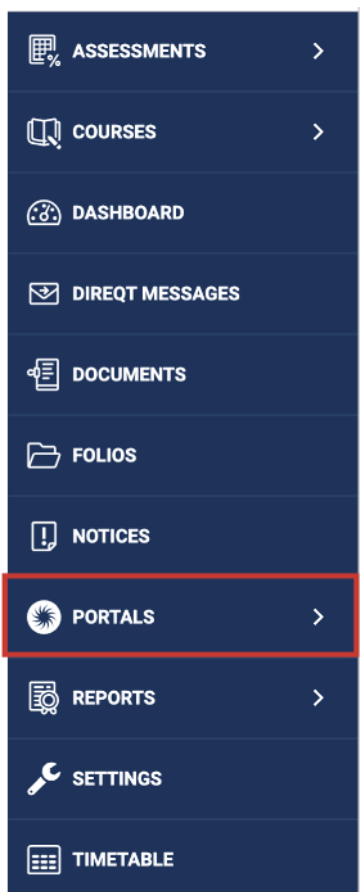 ASSESSMENTS
COURSES
DASHBOARD
DIREQT MESSAGES
DOCUMENTS
FOLIOS
NOTICES
PORTALS
REPORTS
SETTINGS
TIMETABLE